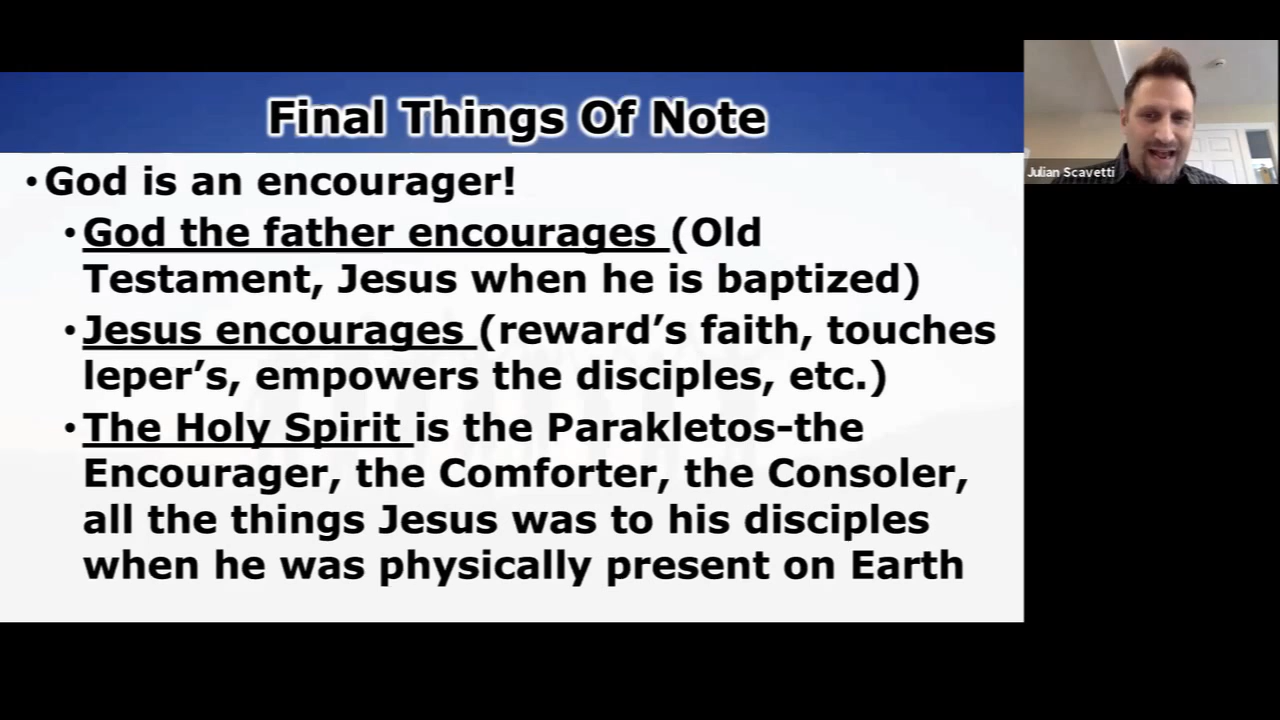 Final Things Of Note
•God is an encourager!
•God the father encourages (Old
Testament, Jesus when he is baptized)
•Jesus encourages (reward’s faith, touches
leper’s, empowers the disciples, etc.)
•The Holy Spirit is the Parakletos-the
Encourager, the Comforter, the Consoler,
all the things Jesus was to his disciples
when he was physically present on Earth
Julian Scavetti